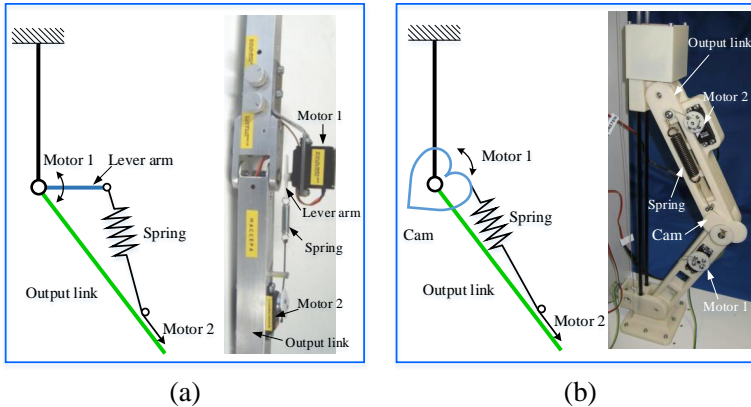 Motor 1
Lever arm
Spring
Output link
Motor 2
Motor 1
Lever arm
Spring
Motor 2
Output link
MACCEPA
(a)
Motor 1
Cam
Spring
Output link
Motor 2
Output link
Motor 2
Spring
Cam
Motor 1
(b)